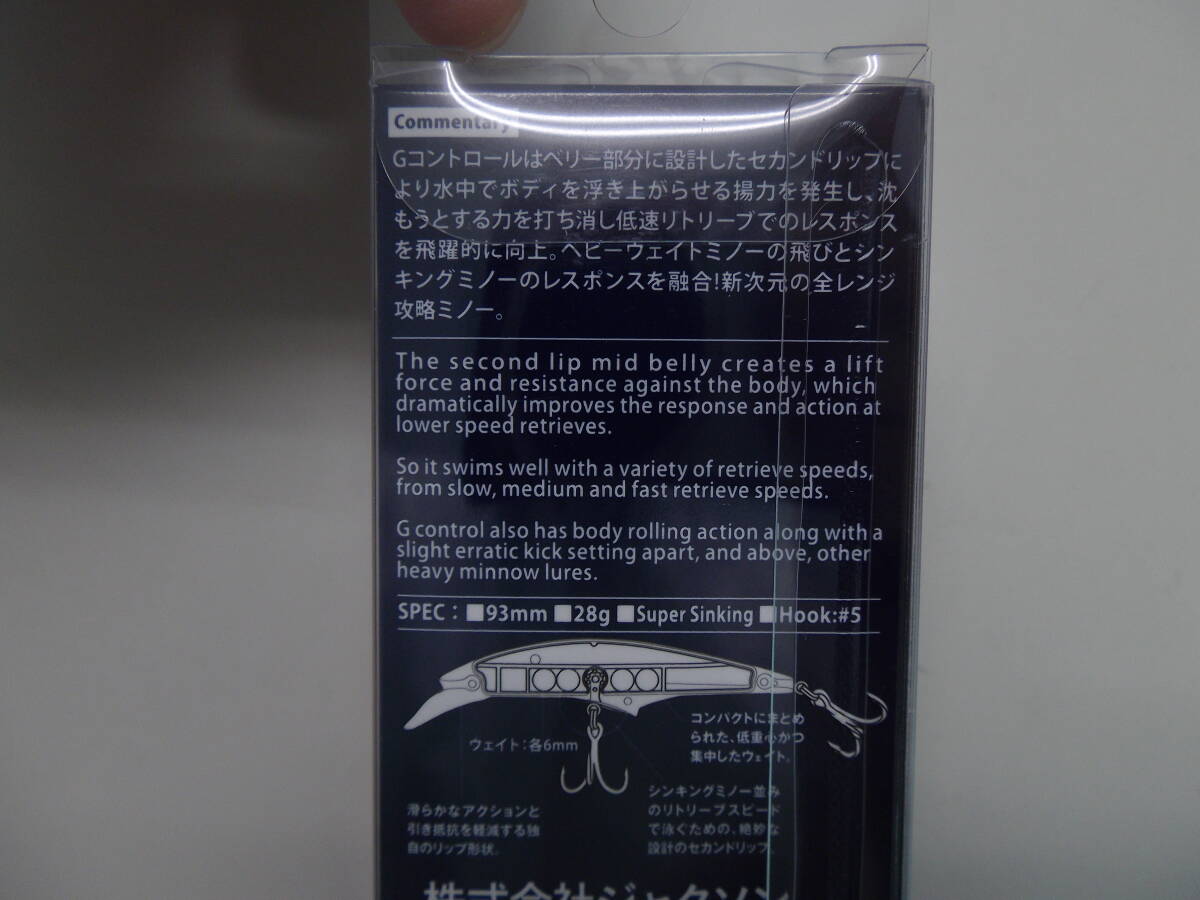 Commentary
Gコントロールはベリー部分に設計したセカンドリップに
より水中でボディを浮き上がらせる揚力を発生し、沈
もうとする力を打ち消し低速リトリーブでのレスポンス
を飛躍的に向上。ヘビーウェイトミノーの飛びとシン
キングミノーのレスポンスを融合!新次元の全レンジ
攻略ミノー。
The second lip mid belly creates a lift
force and resistance against the body, which
dramatically improves the response and action at
lower speed retrieves.
So it swims well with a variety of retrieve speeds,
from slow, medium and fast retrieve speeds.
G control also has body rolling action along with a
slight erratic kick setting apart, and above, other
heavy minnow lures.
SPEC : ■93mm ■28g ■Super Sinking ■Hook:#5
コンパクトにまとめ
られた、低重心かつ
集中したウェイト。
ウェイト:各6mm
シンキングミノー並み
のリトリーブスピード
で泳ぐための、絶妙な
設計のセカンドリップ。
滑らかなアクションと
引き抵抗を軽減する独
自のリップ形状。
株式会社ジャクソン